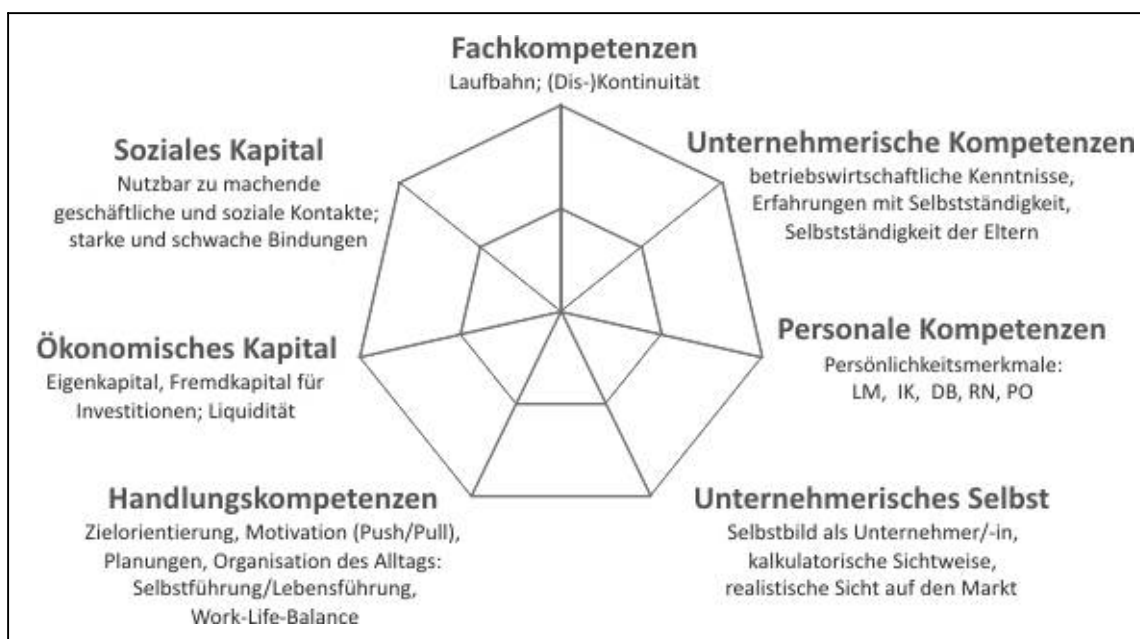 Fachkompetenzen
Laufbahn; (Dis-)Kontinuität
Unternehmerische Kompetenzen
betriebswirtschaftliche Kenntnisse,
Erfahrungen mit Selbstständigkeit,
Selbstständigkeit der Eltern
Personale Kompetenzen
Persönlichkeitsmerkmale:
LM, IK, DB, RN, PO
Unternehmerisches Selbst
Selbstbild als Unternehmer/-in,
kalkulatorische Sichtweise,
realistische Sicht auf den Markt
Handlungskompetenzen
Zielorientierung, Motivation (Push/Pull),
Planungen, Organisation des Alltags:
Selbstführung/Lebensführung,
Work-Life-Balance
Ökonomisches Kapital
Eigenkapital, Fremdkapital für
Investitionen; Liquidität
Soziales Kapital
Nutzbar zu machende
geschäftliche und soziale Kontakte;
starke und schwache Bindungen